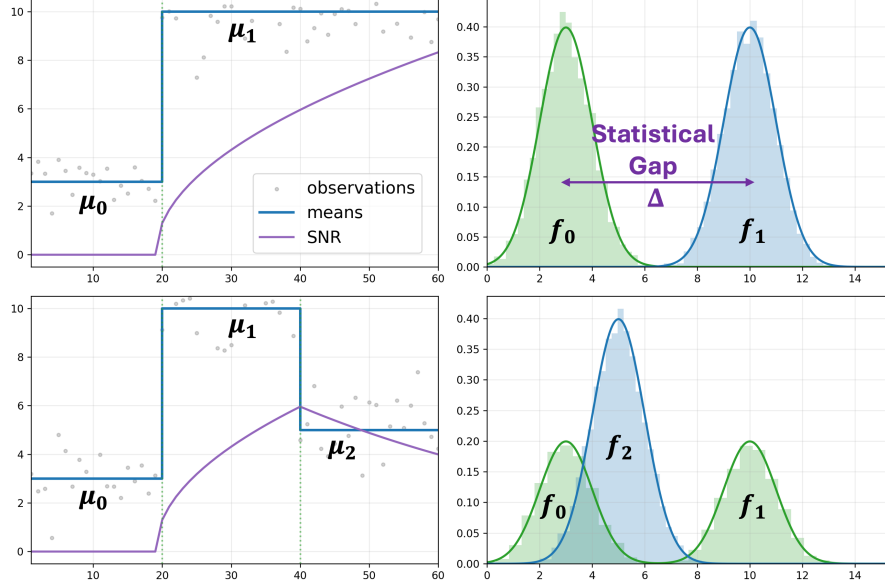 10
8
6
4
2
0
μ₁
μ₀
observations
means
SNR
10 20 30 40 50 60
0.40
0.35
0.30
0.25
0.20
0.15
0.10
0.05
0.00
Statistical
Gap
Δ
f₀ f₁
0 2 4 6 8 10 12 14
10
8
6
4
2
0
μ₁
μ₂
μ₀
10 20 30 40 50 60
0.40
0.35
0.30
0.25
0.20
0.15
0.10
0.05
0.00
f₂
f₀ f₁
0 2 4 6 8 10 12 14